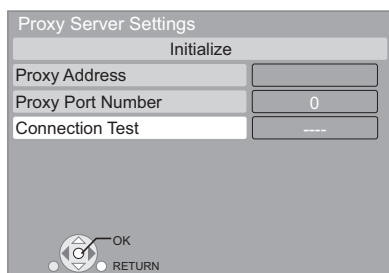 Proxy Server Settings
Initialize
Proxy Address
Proxy Port Number 0
Connection Test ----
OK
RETURN